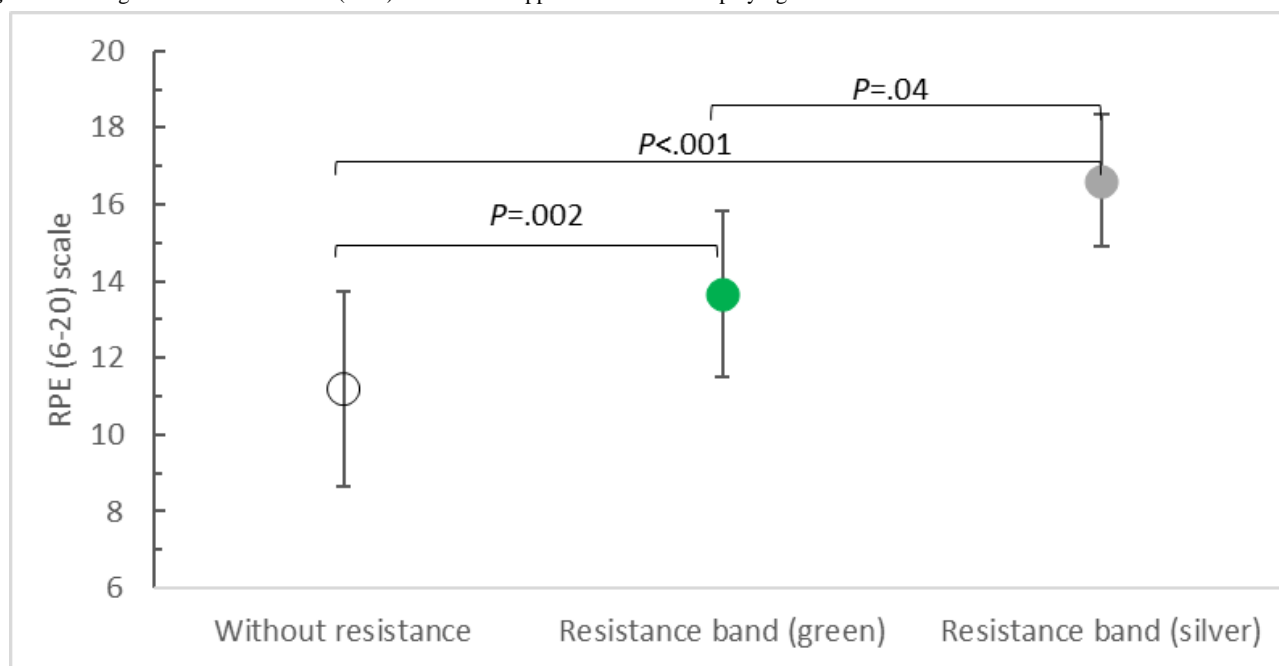 20
P=.04
18
P<.001
16
P=.002
14
12
10
8
6
RPE (6-20) scale
Without resistance Resistance band (green) Resistance band (silver)